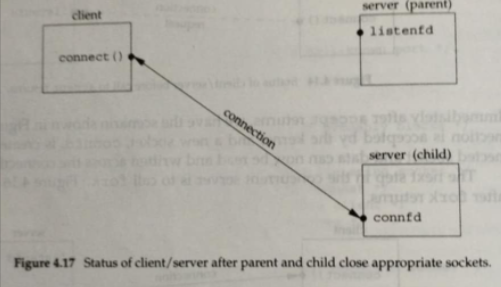 client
server (parent)
listenfd
connect()
connection
server (child)
connfd
Figure 4.17 Status of client/server after parent and child close appropriate sockets.